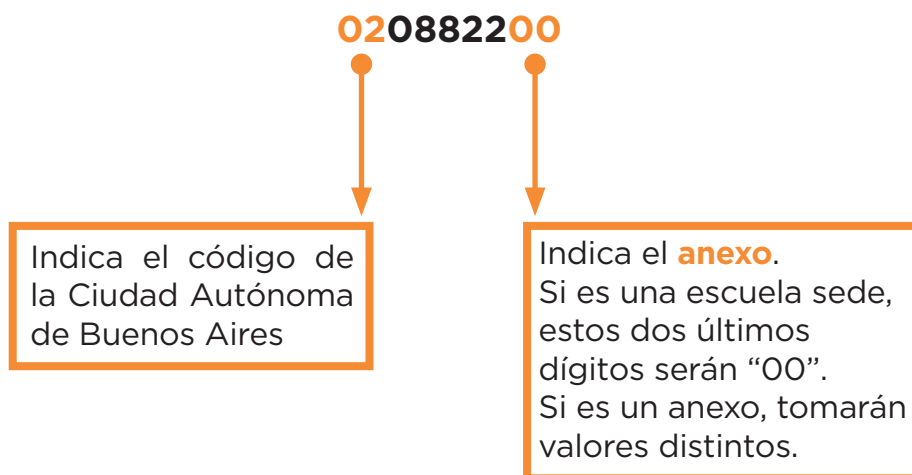 020882200
Indica el código de
la Ciudad Autónoma
de Buenos Aires
Indica el anexo.
Si es una escuela sede,
estos dos últimos
dígitos serán “00”.
Si es un anexo, tomarán
valores distintos.